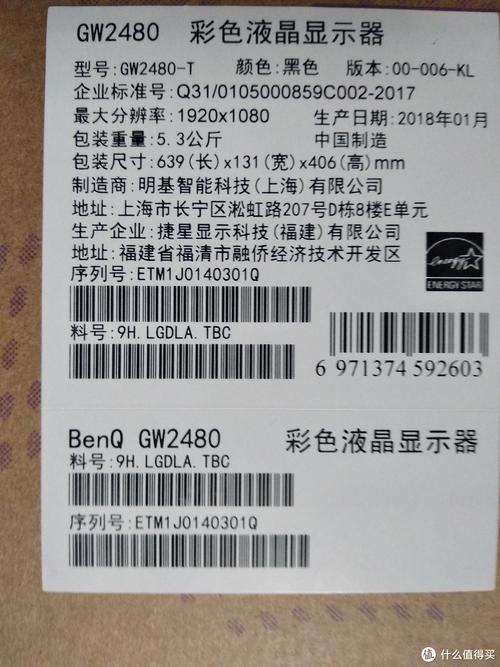 GW2480 彩色液晶显示器
型号:GW2480-T 颜色:黑色 版本:00-006-KL
企业标准号:Q31/0105000859C002-2017
最大分辨率:1920x1080 生产日期:2018年01月
包装重量:5.3公斤 中国制造
包装尺寸:639(长)x131(宽)x406(高)mm
制造商:明基智能科技(上海)有限公司
地址:上海市长宁区淞虹路207号D栋8楼E单元
生产企业:捷星显示科技(福建)有限公司
地址:福建省福清市融侨经济技术开发区
序列号:ETM1J0140301Q
energy
ENERGY STAR
料号:9H.LGDLA.TBC
6 971374 592603
BenQ GW2480 彩色液晶显示器
料号:9H.LGDLA.TBC
序列号:ETM1J0140301Q
值 什么值得买